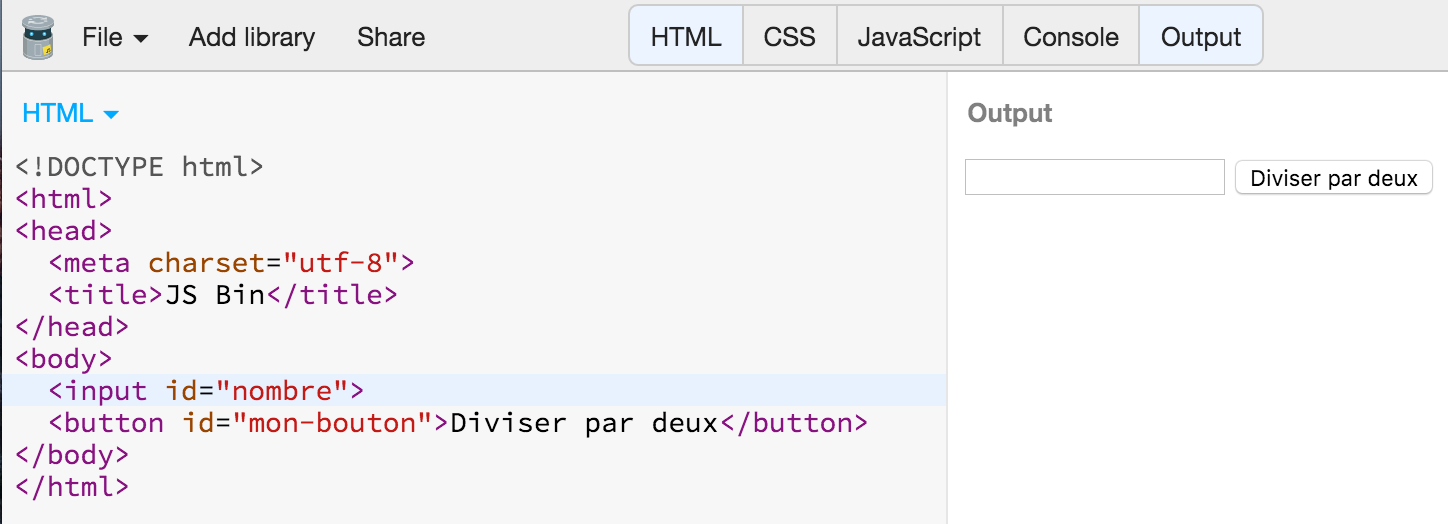 File Add library Share HTML CSS JavaScript Console Output
HTML
<!DOCTYPE html>
<html>
<head>
  <meta charset="utf-8">
  <title>JS Bin</title>
</head>
<body>
  <input id="nombre">
  <button id="mon-bouton">Diviser par deux</button>
</body>
</html>
Output
Diviser par deux